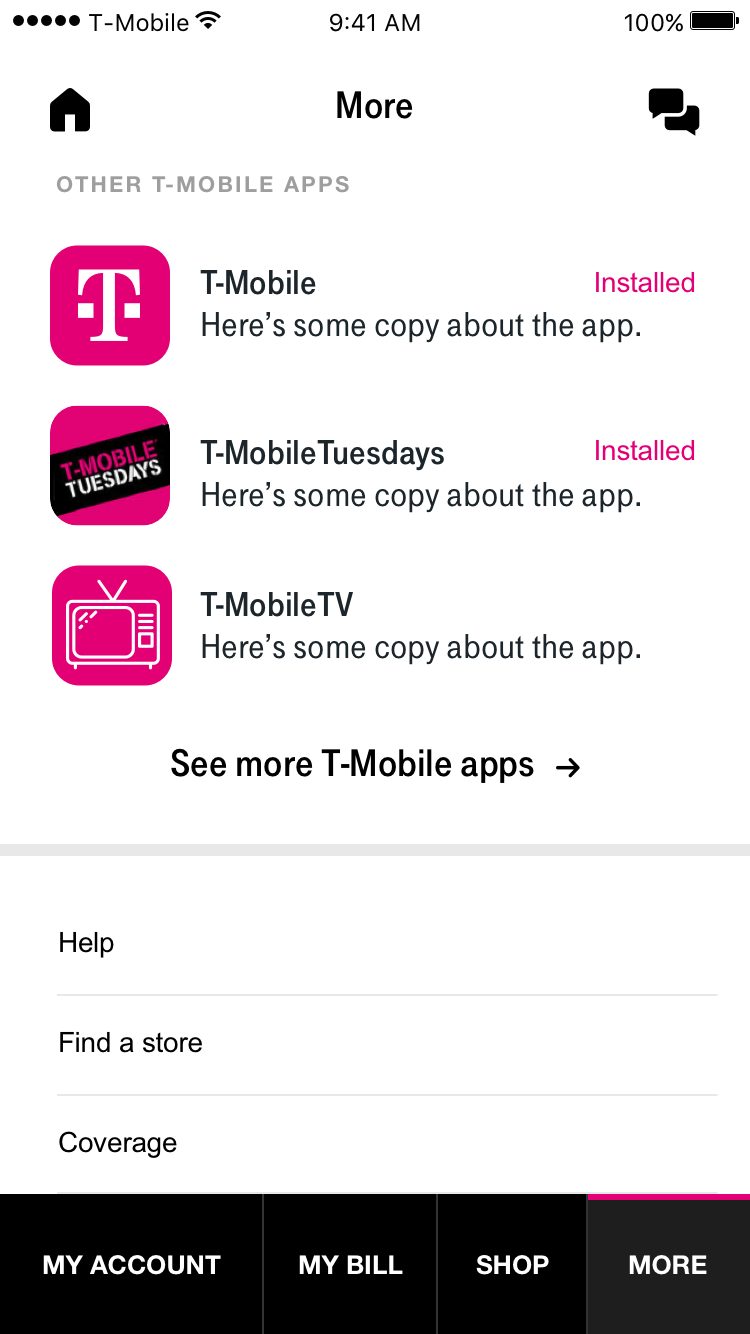 T-Mobile 9:41 AM 100%
More
OTHER T-MOBILE APPS
T
T-Mobile Installed
Here’s some copy about the app.
T-MOBILE
TUESDAYS
T-MobileTuesdays Installed
Here’s some copy about the app.
T-MobileTV
Here’s some copy about the app.
See more T-Mobile apps →
Help
Find a store
Coverage
MY ACCOUNT MY BILL SHOP MORE